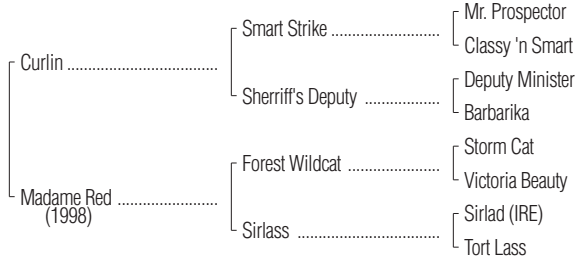 Mr. Prospector
Smart Strike ............................
Classy 'n Smart
Curlin .......................................
Deputy Minister
Sherriff's Deputy ...................
Barbarika
Storm Cat
Forest Wildcat .......................
Victoria Beauty
Madame Red ..........................
(1998)
Sirlad (IRE)
Sirlass .....................................
Tort Lass